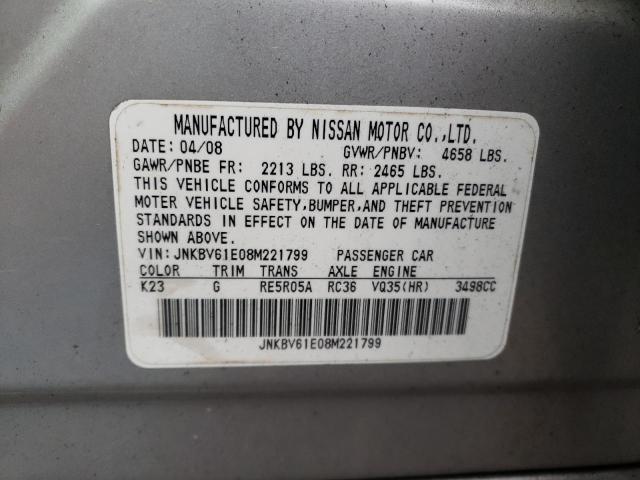 MANUFACTURED BY NISSAN MOTOR CO.,LTD.
DATE: 04/08 GVWR/PNBV: 4658 LBS.
GAWR/PNBE FR: 2213 LBS. RR: 2465 LBS.
THIS VEHICLE CONFORMS TO ALL APPLICABLE FEDERAL
MOTOR VEHICLE SAFETY,BUMPER,AND THEFT PREVENTION
STANDARDS IN EFFECT ON THE DATE OF MANUFACTURE
SHOWN ABOVE.
VIN: JNKBV61E08M221799 PASSENGER CAR
COLOR TRIM TRANS AXLE ENGINE
K23 G RE5R05A RC36 VQ35(HR) 3498CC
JNKBV61E08M221799